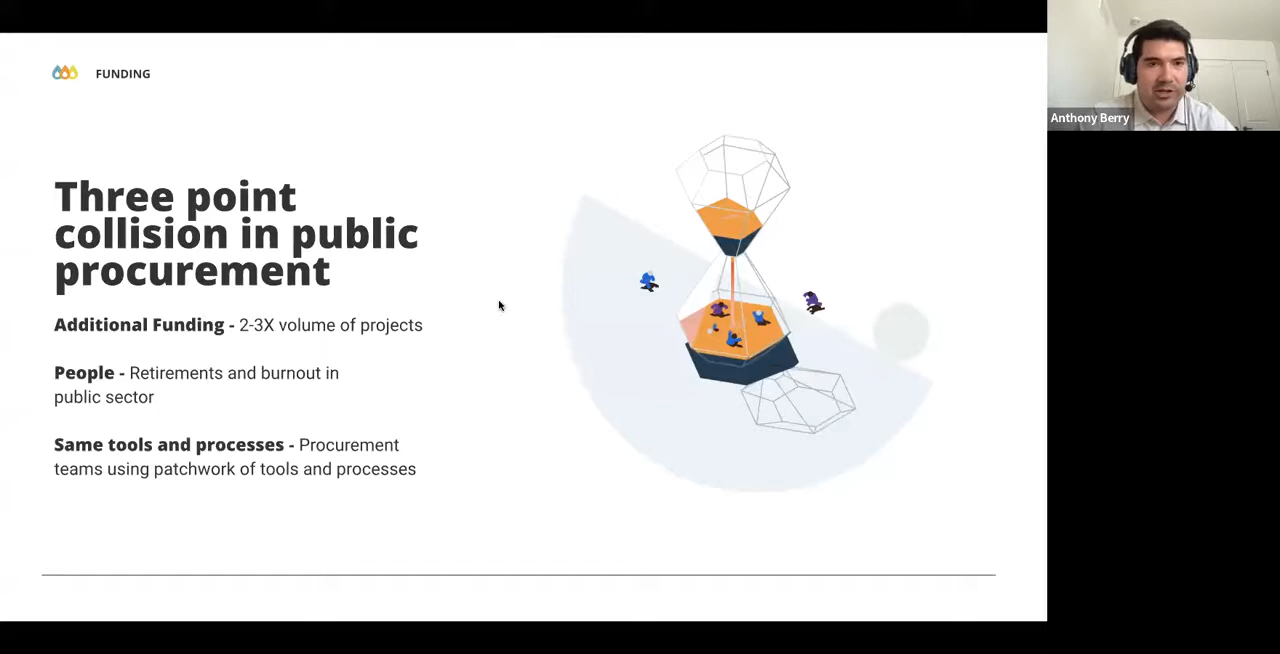 FUNDING
Anthony Berry
Three point
collision in public
procurement
Additional Funding - 2-3X volume of projects
People - Retirements and burnout in
public sector
Same tools and processes - Procurement
teams using patchwork of tools and processes